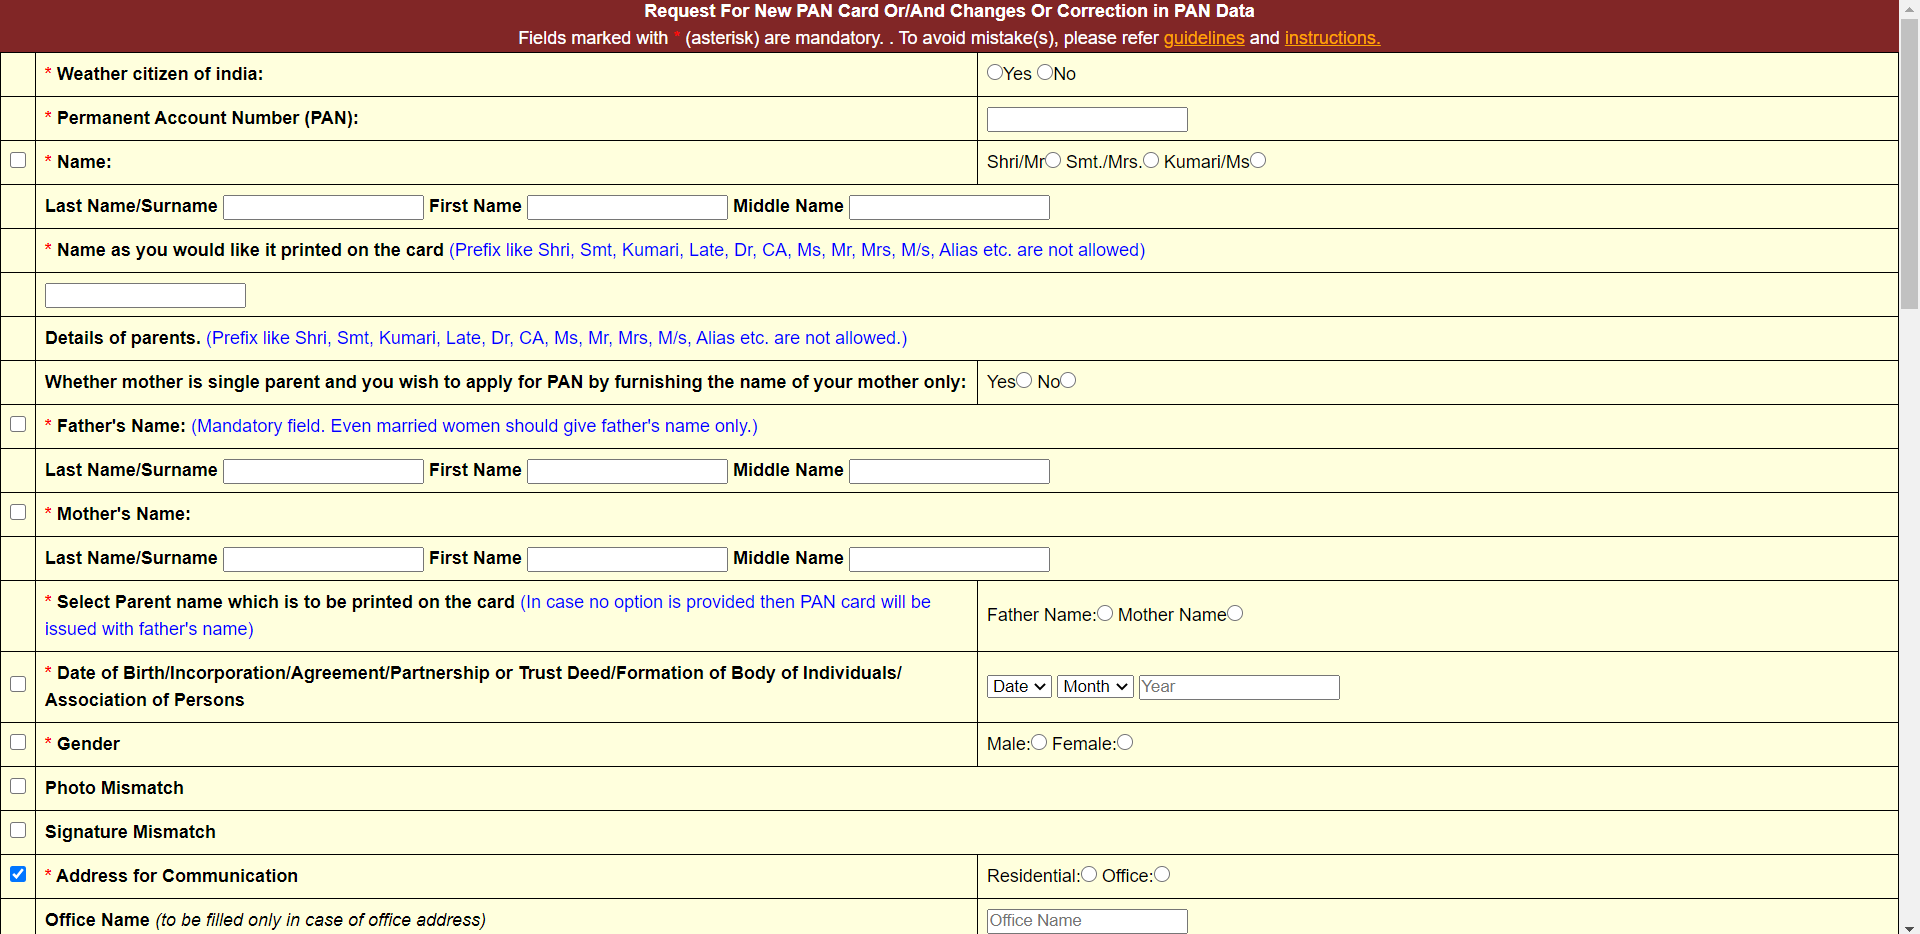 Request For New PAN Card Or/And Changes Or Correction in PAN Data
Fields marked with * (asterisk) are mandatory. . To avoid mistake(s), please refer guidelines and instructions.
* Weather citizen of india: Yes No
* Permanent Account Number (PAN):
* Name: Shri/Mr Smt./Mrs. Kumari/Ms
Last Name/Surname First Name Middle Name
* Name as you would like it printed on the card (Prefix like Shri, Smt, Kumari, Late, Dr, CA, Ms, Mr, Mrs, M/s, Alias etc. are not allowed)
Details of parents. (Prefix like Shri, Smt, Kumari, Late, Dr, CA, Ms, Mr, Mrs, M/s, Alias etc. are not allowed.)
Whether mother is single parent and you wish to apply for PAN by furnishing the name of your mother only: Yes No
* Father's Name: (Mandatory field. Even married women should give father's name only.)
Last Name/Surname First Name Middle Name
* Mother's Name:
Last Name/Surname First Name Middle Name
* Select Parent name which is to be printed on the card (In case no option is provided then PAN card will be
issued with father's name)
Father Name: Mother Name
* Date of Birth/Incorporation/Agreement/Partnership or Trust Deed/Formation of Body of Individuals/
Association of Persons
Date Month Year
* Gender Male: Female:
Photo Mismatch
Signature Mismatch
* Address for Communication Residential: Office:
Office Name (to be filled only in case of office address) Office Name